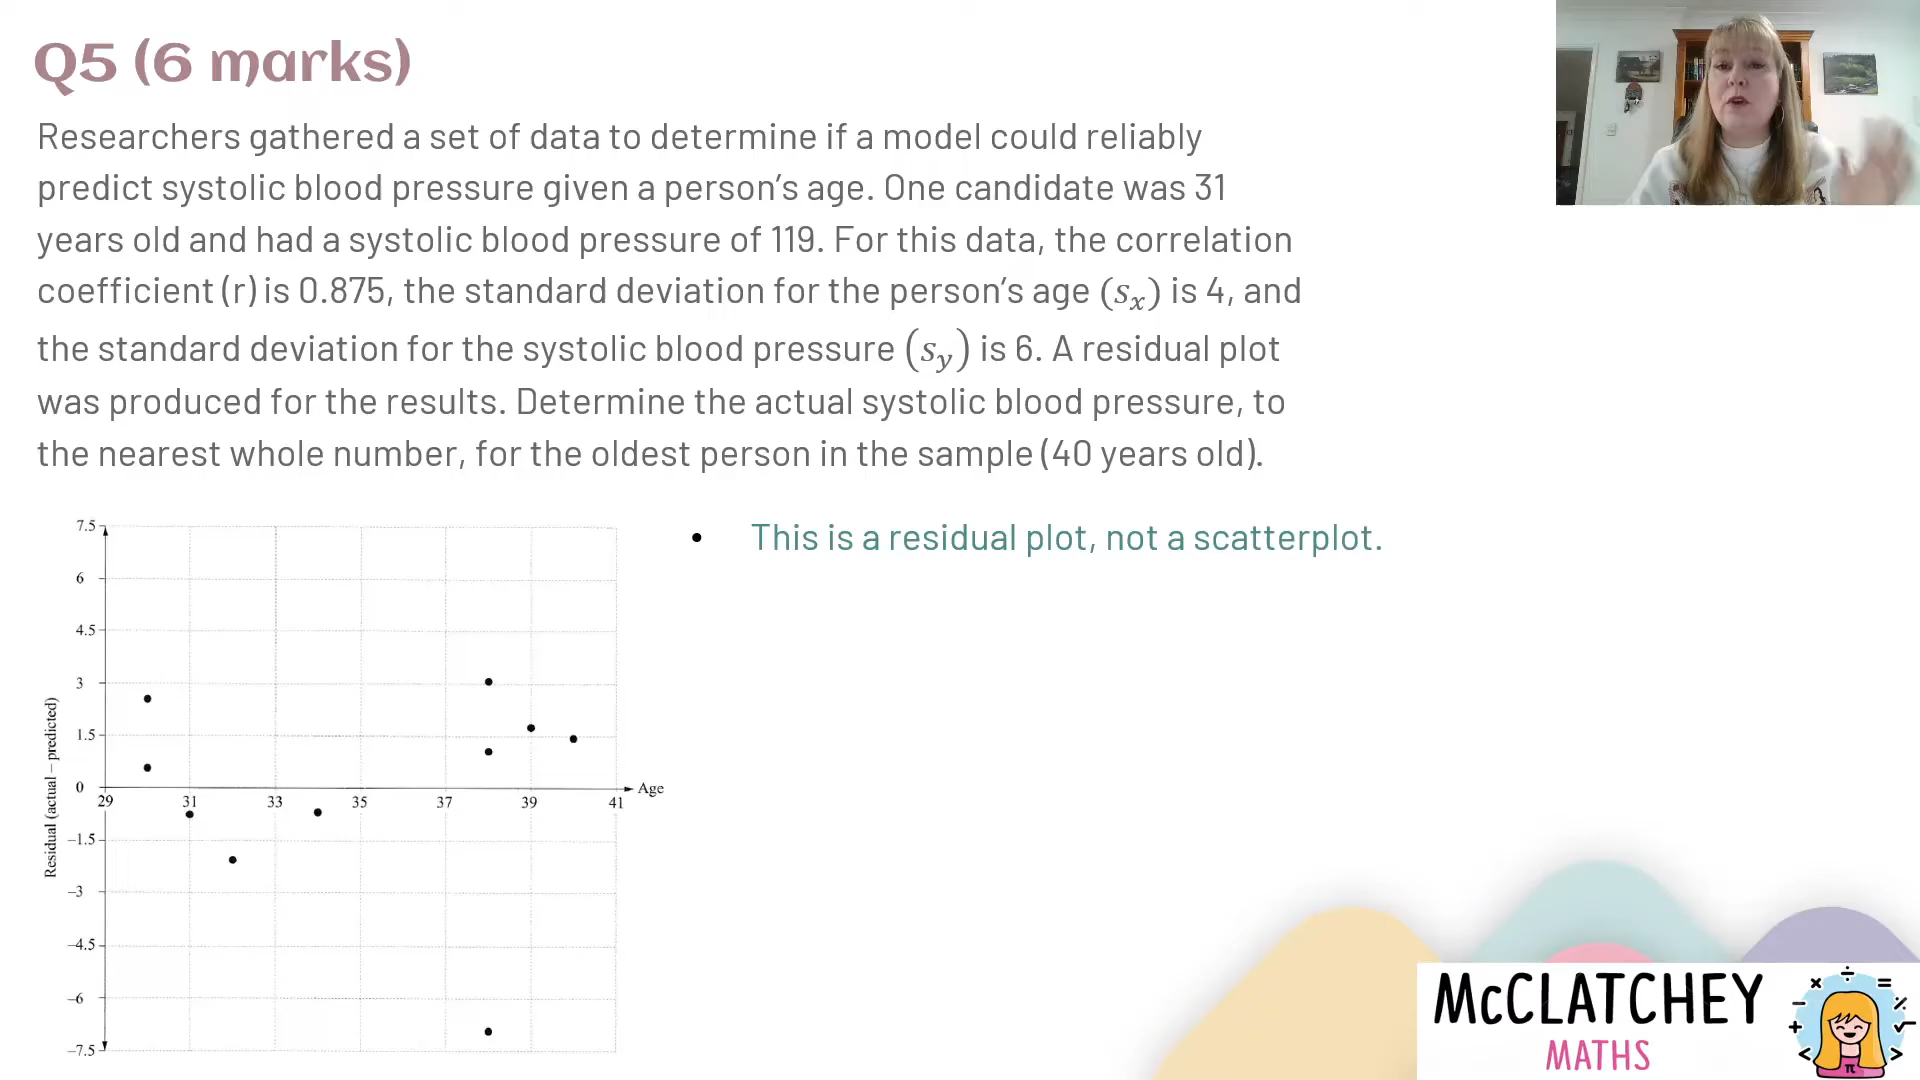 Q5 (6 marks)
Researchers gathered a set of data to determine if a model could reliably
predict systolic blood pressure given a person's age. One candidate was 31
years old and had a systolic blood pressure of 119. For this data, the correlation
coefficient (r) is 0.875, the standard deviation for the person's age (sₓ) is 4, and
the standard deviation for the systolic blood pressure (s_y) is 6. A residual plot
was produced for the results. Determine the actual systolic blood pressure, to
the nearest whole number, for the oldest person in the sample (40 years old).
• This is a residual plot, not a scatterplot.
Residual (actual – predicted)
7.5
6
4.5
3
1.5
0
–1.5
–3
–4.5
–6
–7.5
29 31 33 35 37 39 41 Age
McCLATCHEY
MATHS
× ÷ = – % + √ < > π